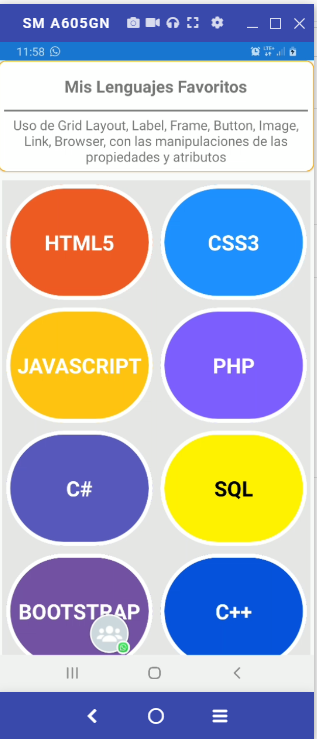 SM A605GN
11:58
Mis Lenguajes Favoritos
Uso de Grid Layout, Label, Frame, Button, Image,
Link, Browser, con las manipulaciones de las
propiedades y atributos
HTML5 CSS3
JAVASCRIPT PHP
C# SQL
BOOTSTRAP C++